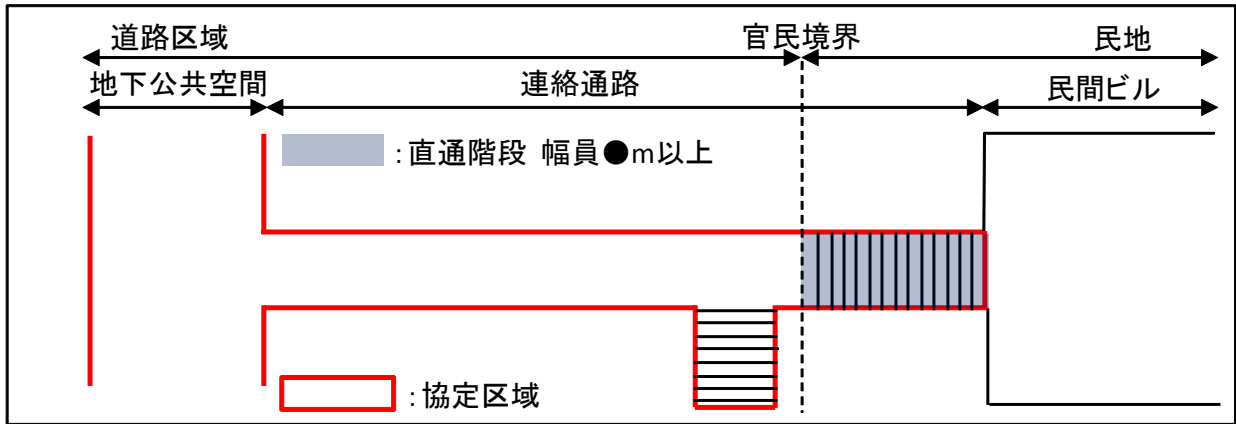 道路区域 官民境界 民地
地下公共空間 連絡通路 民間ビル
:直通階段 幅員●m以上
:協定区域